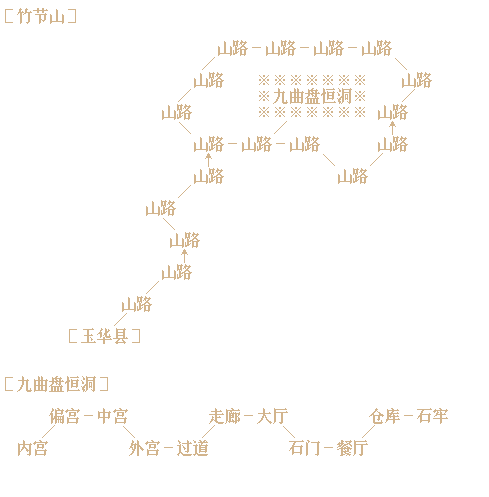 [竹节山]
山路－山路－山路－山路
山路 ※※※※※※※ 山路
※九曲盘恒洞※
山路 ※※※※※※※ 山路
山路－山路－山路 山路
山路 山路
山路
山路
山路
山路
[玉华县]
[九曲盘恒洞]
偏宫－中宫 走廊－大厅 仓库－石牢
内宫 外宫－过道 石门－餐厅